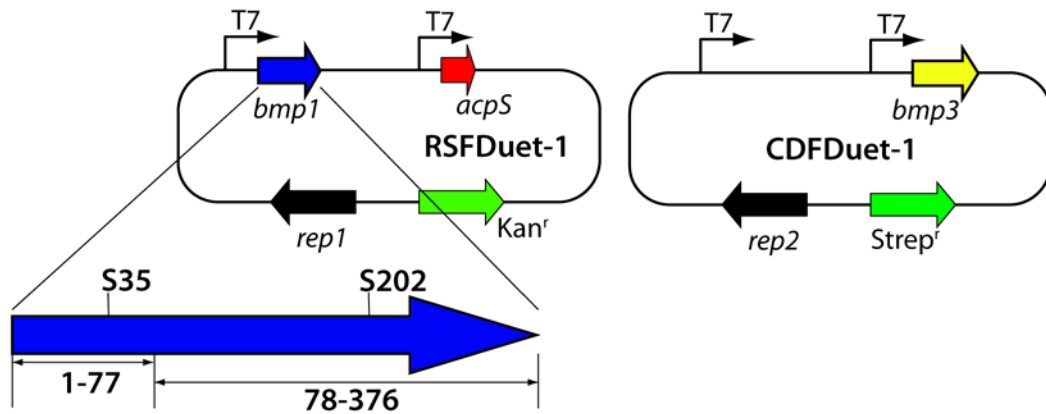 T7
T7
bmp1
acpS
RSFDuet-1
rep1
Kanʳ
T7
T7
bmp3
CDFDuet-1
rep2
Strepʳ
S35
S202
1-77
78-376